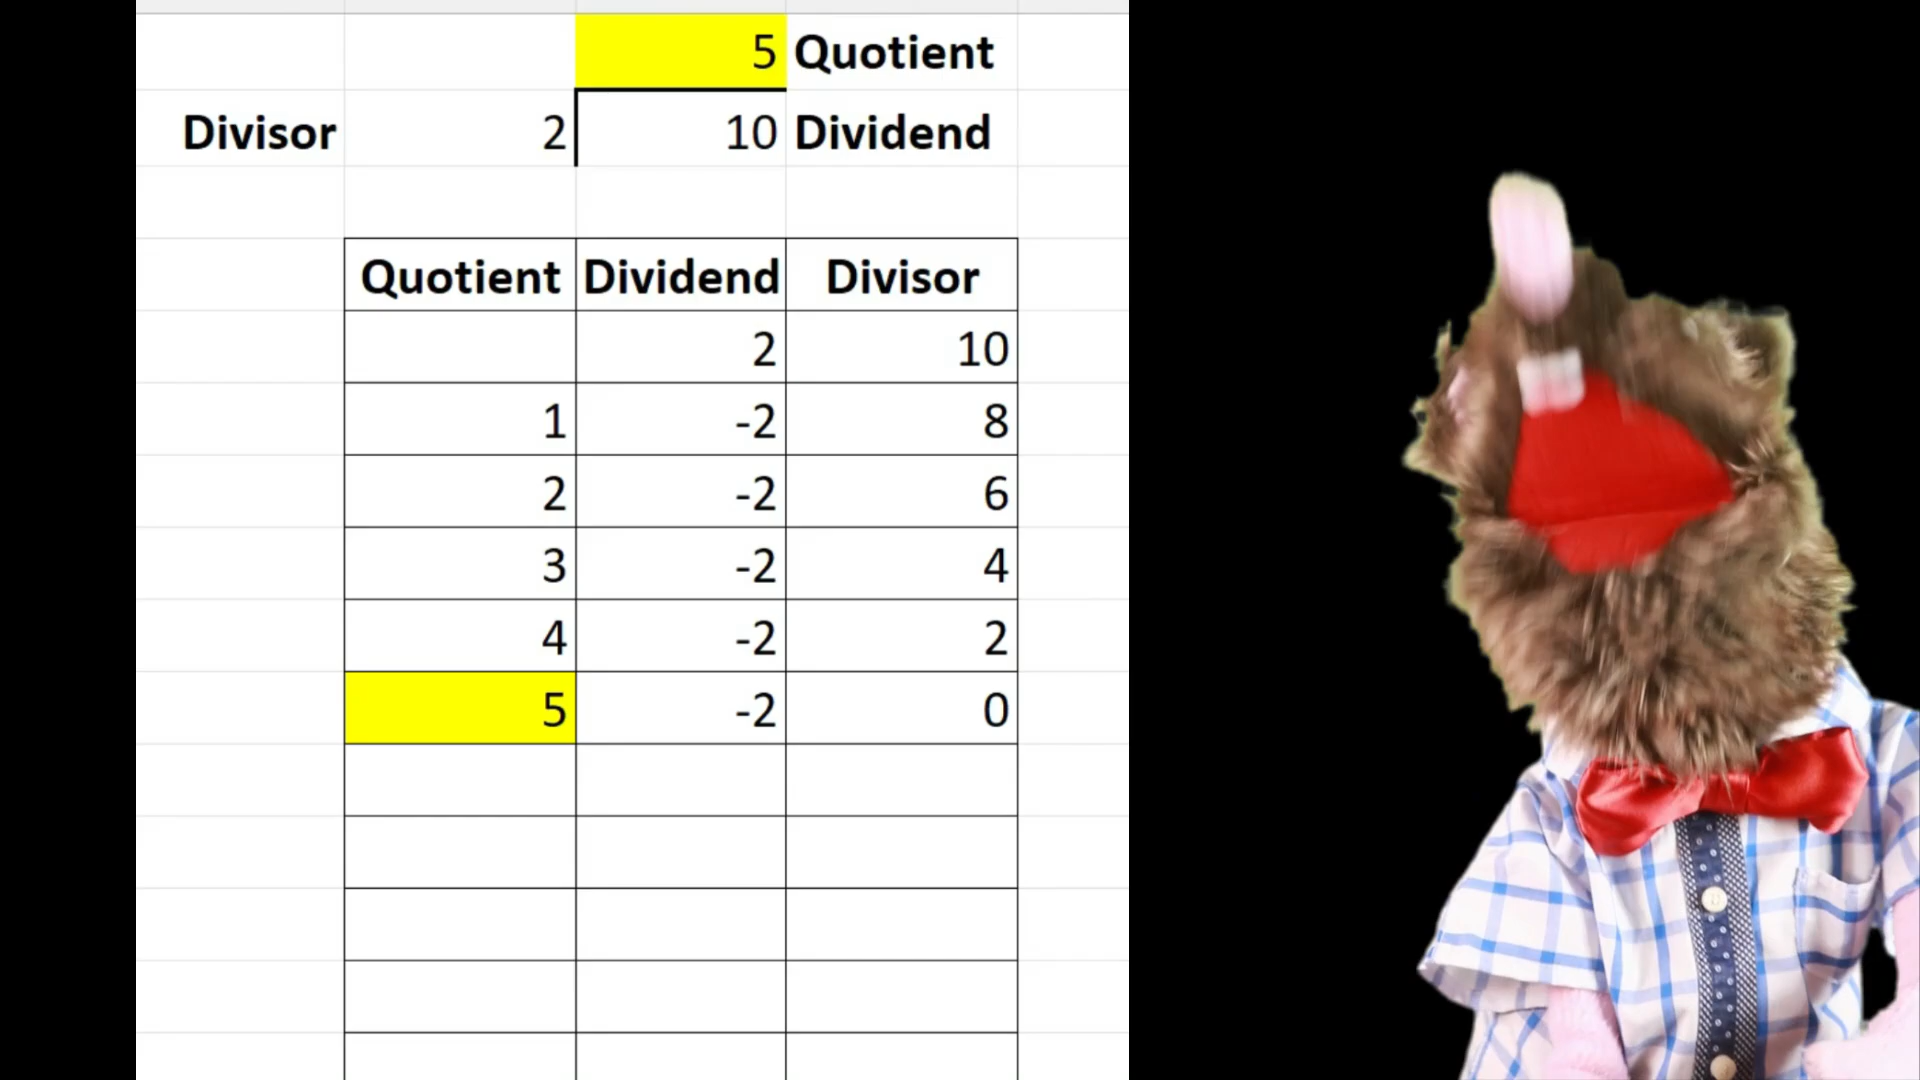 5 Quotient
Divisor 2 10 Dividend
Quotient Dividend Divisor
2 10
1 -2 8
2 -2 6
3 -2 4
4 -2 2
5 -2 0